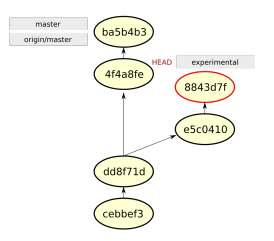 master
origin/master
ba5b4b3
4f4a8fe
HEAD
experimental
8843d7f
e5c0410
dd8f71d
cebbef3